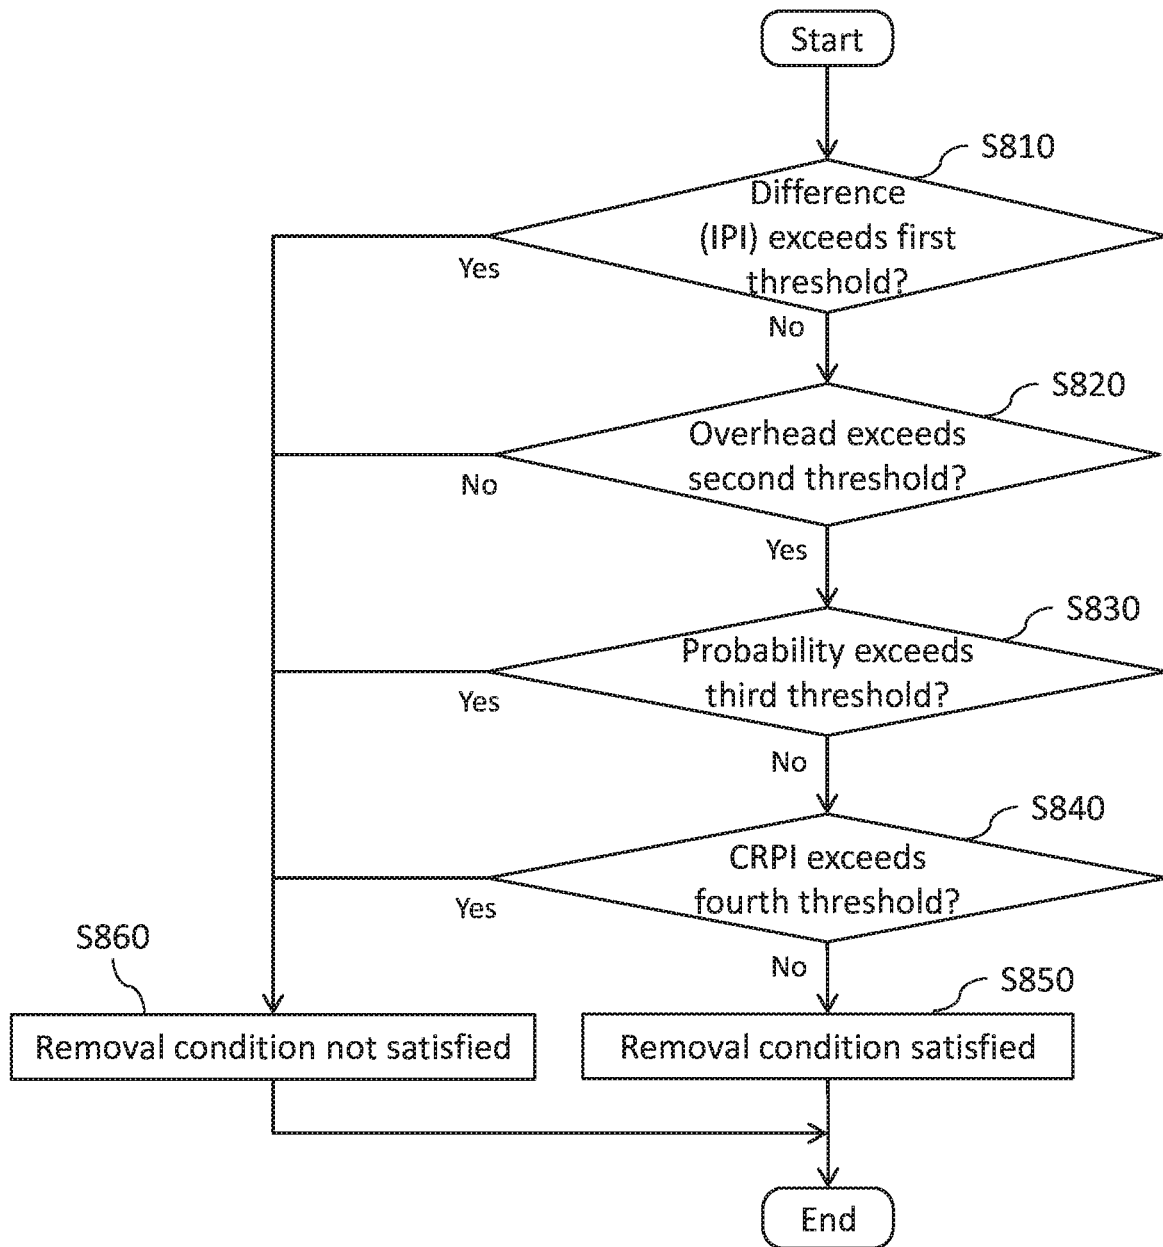 Start
S810
Difference
(IPI) exceeds first
threshold?
Yes
No
S820
Overhead exceeds
second threshold?
No
Yes
S830
Probability exceeds
third threshold?
Yes
No
S840
CRPI exceeds
fourth threshold?
Yes
No
S860
S850
Removal condition not satisfied
Removal condition satisfied
End